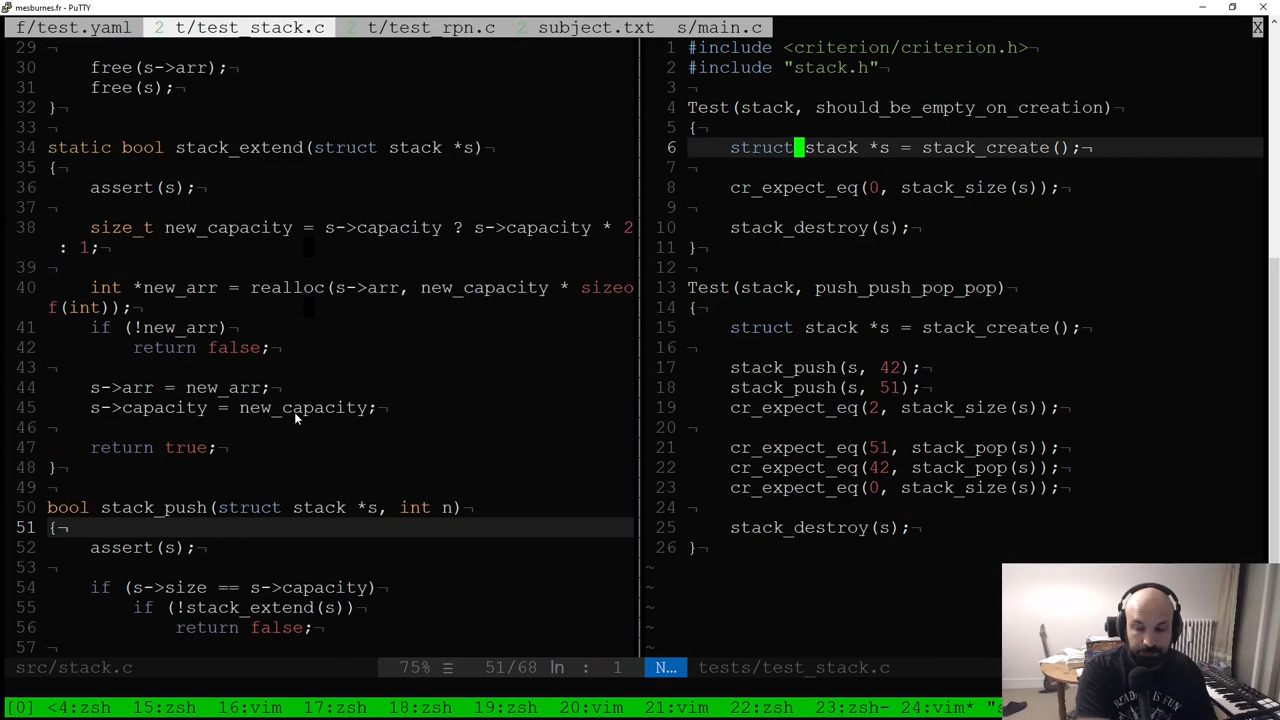 mesburnes.fr - PuTTY
f/test.yaml 2 t/test_stack.c 2 t/test_rpn.c 2 subject.txt s/main.c X
29 ¬
30 free(s->arr);¬
31 free(s);¬
32 }¬
33 ¬
34 static bool stack_extend(struct stack *s)¬
35 {¬
36 assert(s);¬
37 ¬
38 size_t new_capacity = s->capacity ? s->capacity * 2
: 1;¬
39 ¬
40 int *new_arr = realloc(s->arr, new_capacity * sizeo
f(int));¬
41 if (!new_arr)¬
42 return false;¬
43 ¬
44 s->arr = new_arr;¬
45 s->capacity = new_capacity;¬
46 ¬
47 return true;¬
48 }¬
49 ¬
50 bool stack_push(struct stack *s, int n)¬
51 {¬
52 assert(s);¬
53 ¬
54 if (s->size == s->capacity)¬
55 if (!stack_extend(s))¬
56 return false;¬
57 ¬
src/stack.c 75% ☰ 51/68 ln : 1
1 #include <criterion/criterion.h>¬
2 #include "stack.h"¬
3 ¬
4 Test(stack, should_be_empty_on_creation)¬
5 {¬
6 struct stack *s = stack_create();¬
7 ¬
8 cr_expect_eq(0, stack_size(s));¬
9 ¬
10 stack_destroy(s);¬
11 }¬
12 ¬
13 Test(stack, push_push_pop_pop)¬
14 {¬
15 struct stack *s = stack_create();¬
16 ¬
17 stack_push(s, 42);¬
18 stack_push(s, 51);¬
19 cr_expect_eq(2, stack_size(s));¬
20 ¬
21 cr_expect_eq(51, stack_pop(s));¬
22 cr_expect_eq(42, stack_pop(s));¬
23 cr_expect_eq(0, stack_size(s));¬
24 ¬
25 stack_destroy(s);¬
26 }¬
~
~
~
~
~
N… tests/test_stack.c
[0] <4:zsh 15:zsh 16:vim 17:zsh 18:zsh 19:zsh 20:vim 21:vim 22:zsh 23:zsh- 24:vim* "s